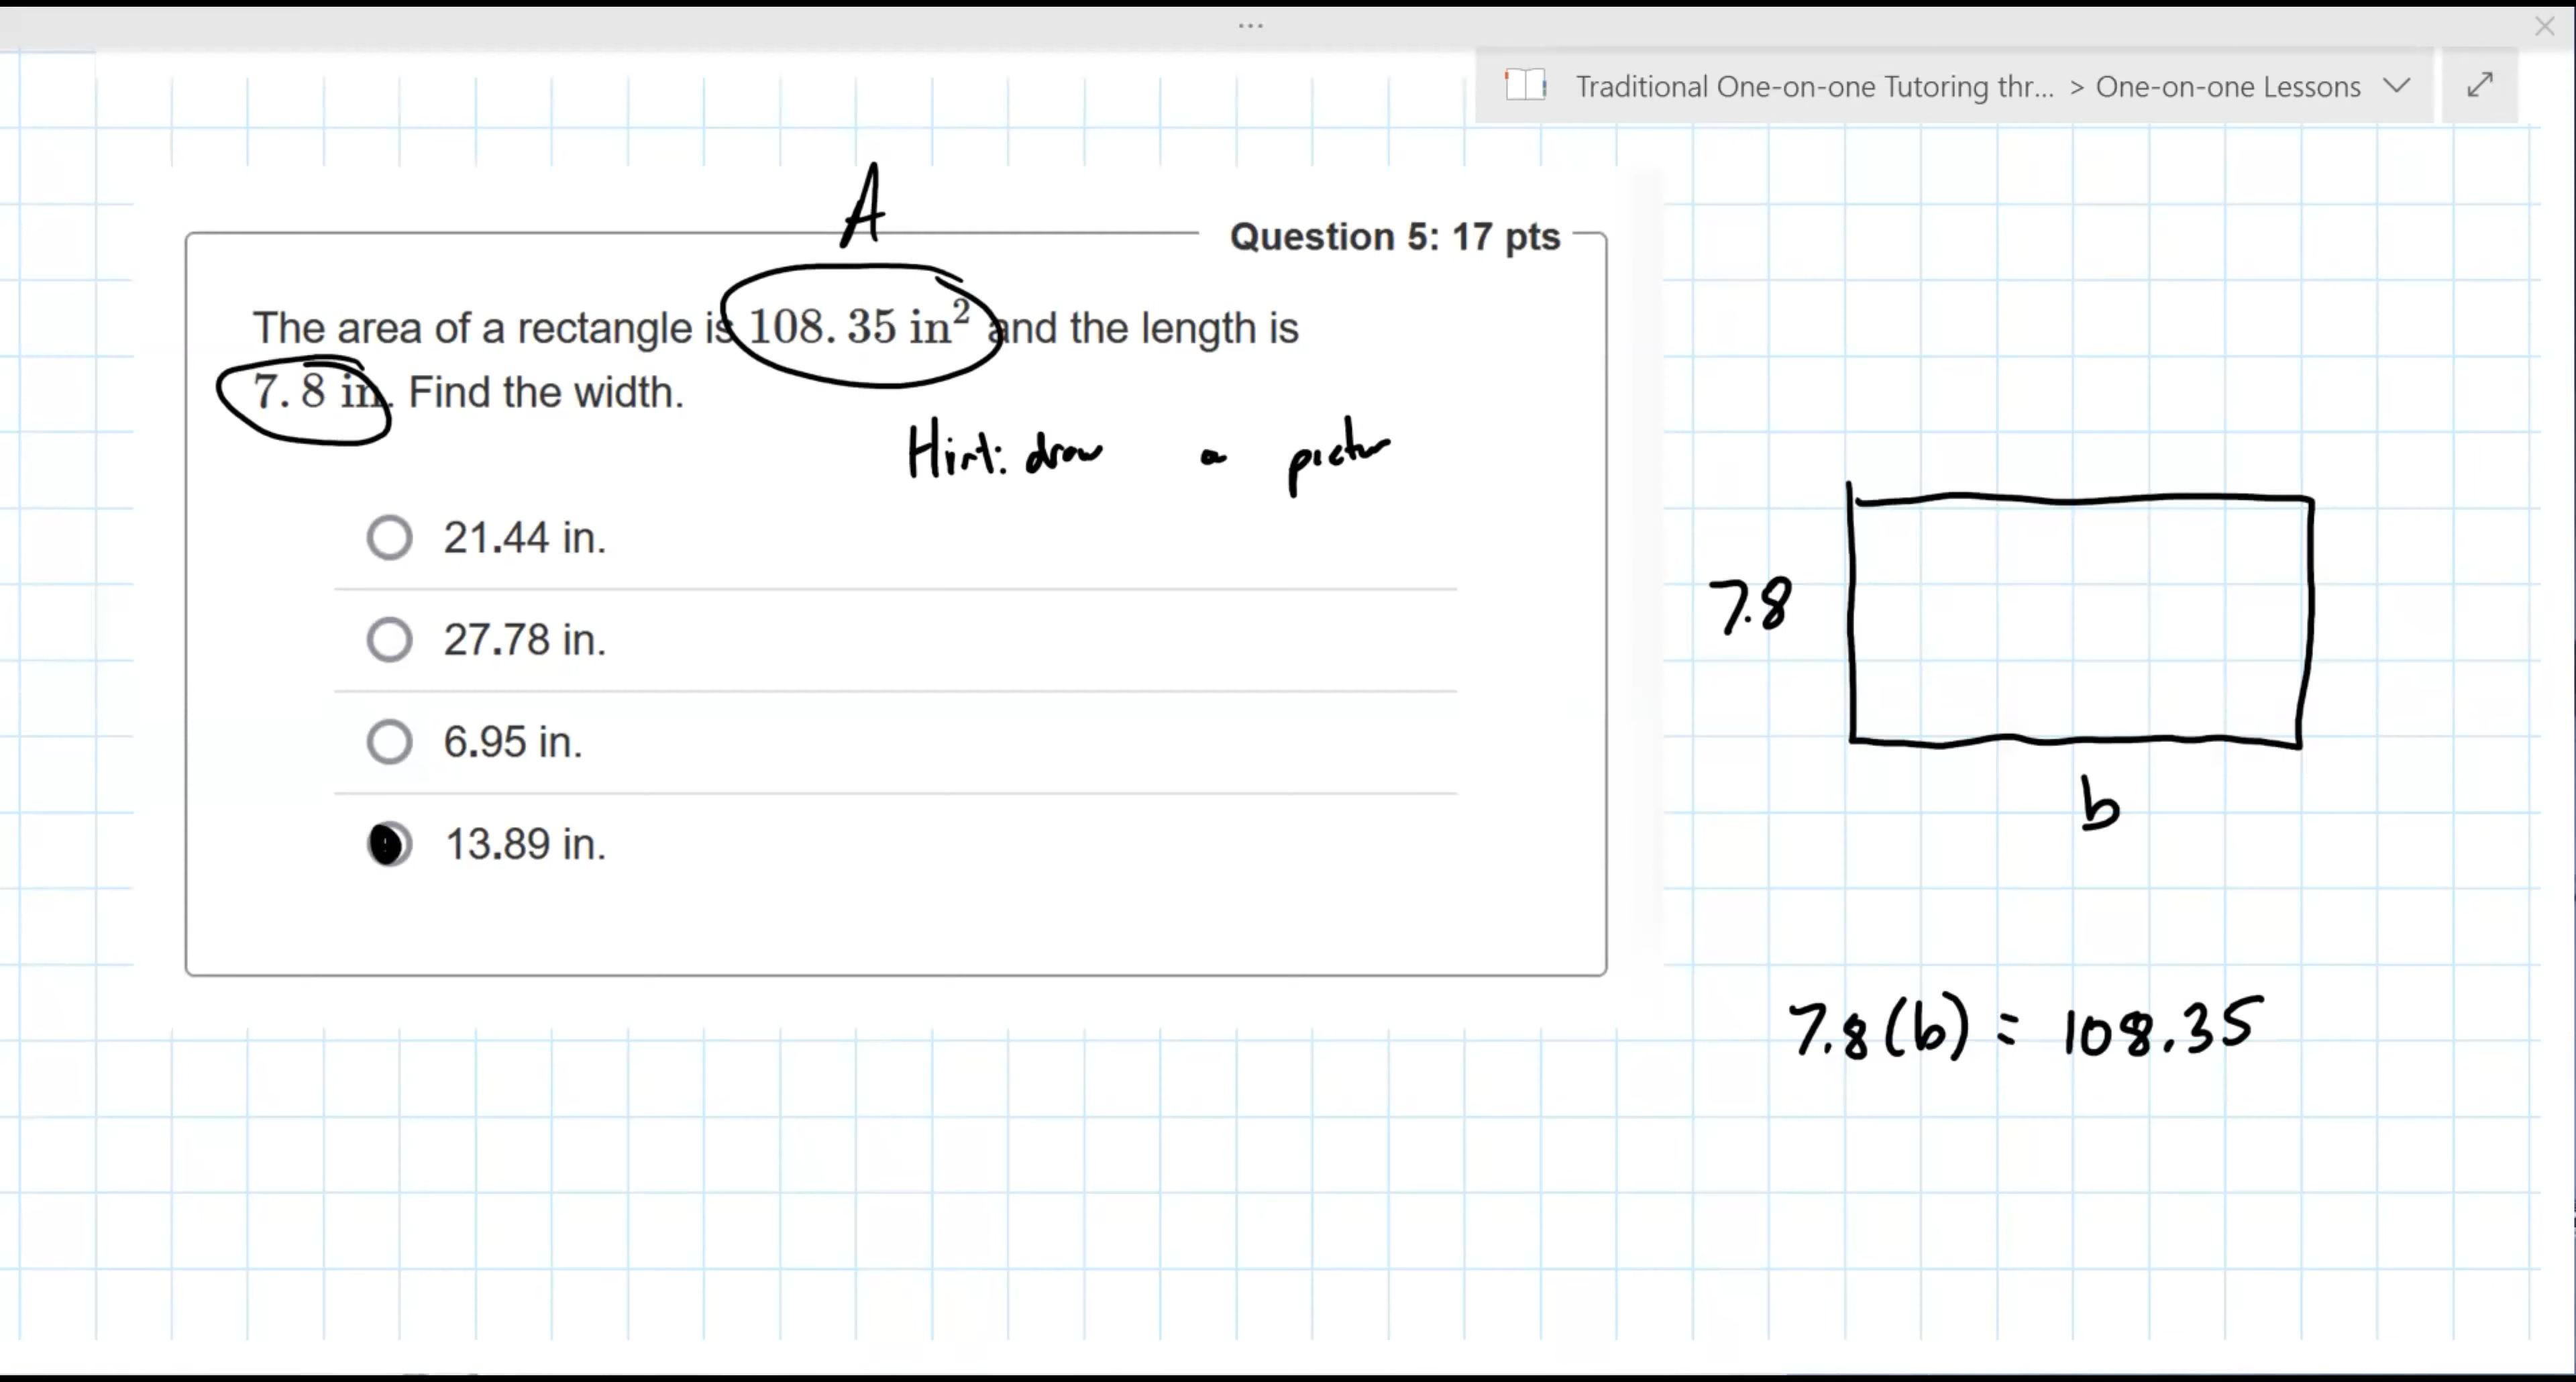 ...
Traditional One-on-one Tutoring thr... > One-on-one Lessons
A
Question 5: 17 pts
The area of a rectangle is 108.35 in² and the length is
7.8 in. Find the width.
Hint: draw a pictur
21.44 in.
27.78 in.
6.95 in.
13.89 in.
7.8
b
7.8(b) = 108.35